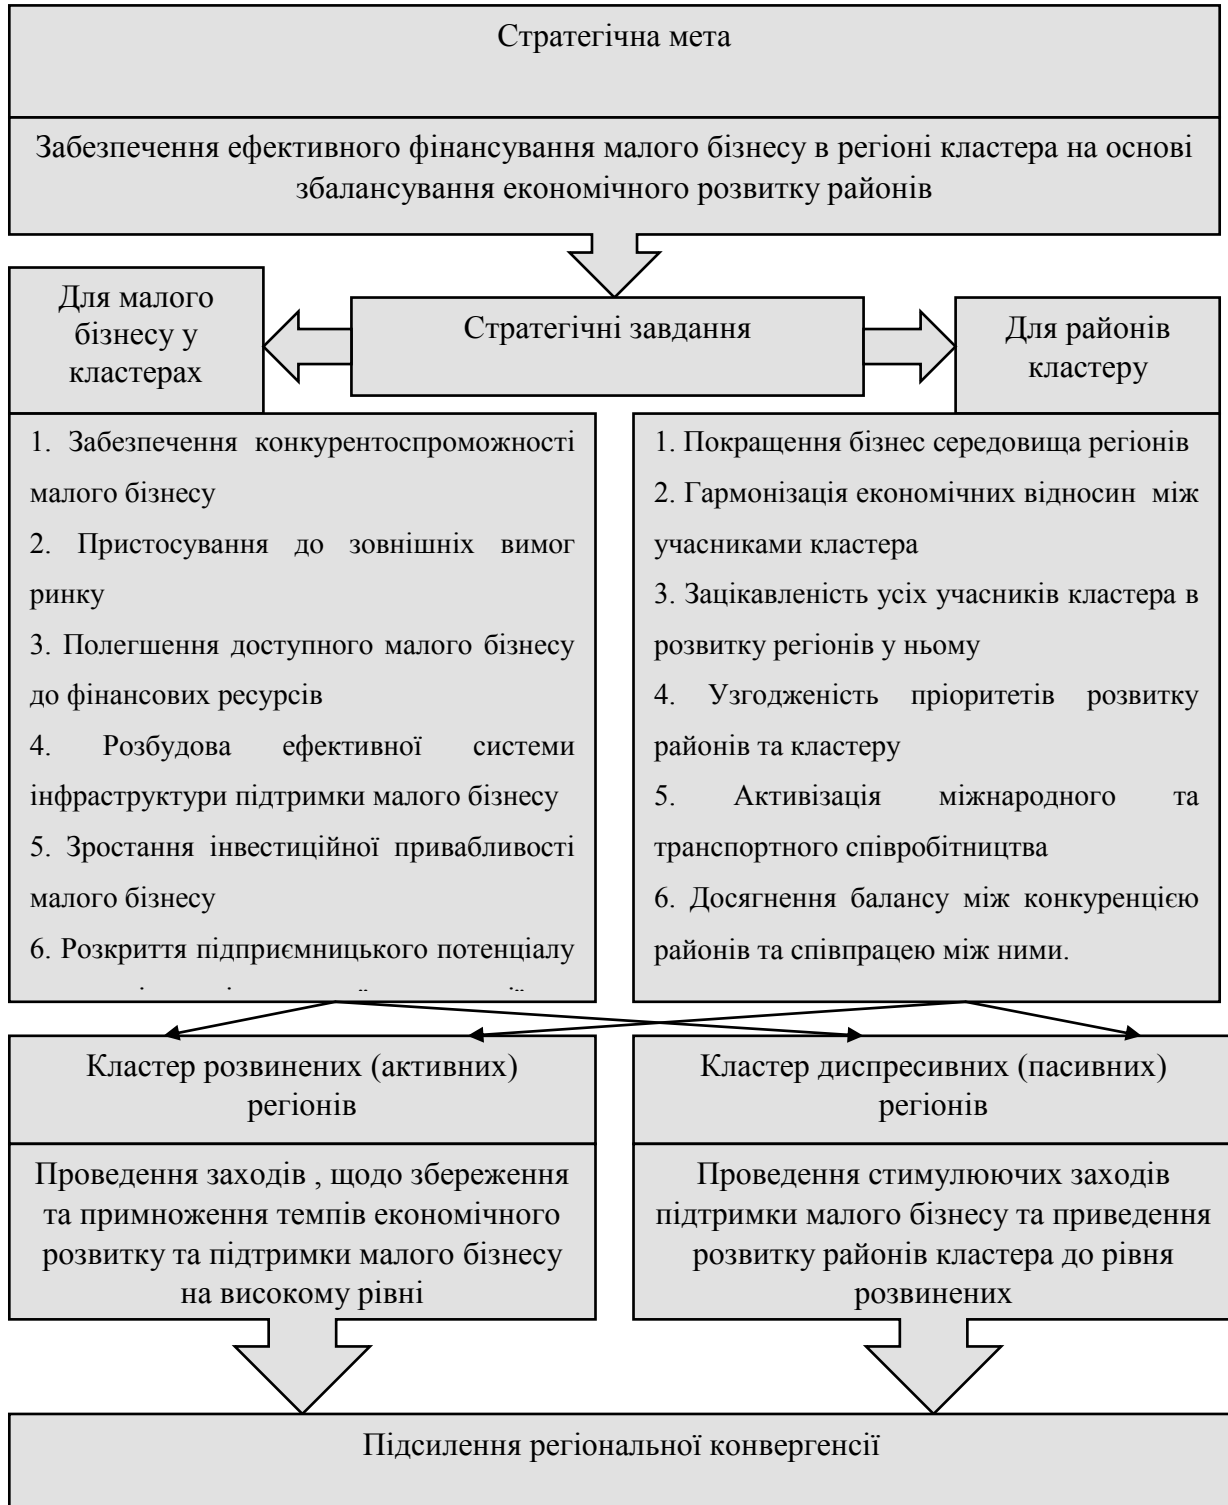 Стратегічна мета
Забезпечення ефективного фінансування малого бізнесу в регіоні кластера на основі
збалансування економічного розвитку районів
Для малого
бізнесу у
кластерах
Стратегічні завдання
Для районів
кластеру
1. Забезпечення конкурентоспроможності
малого бізнесу
2. Пристосування до зовнішніх вимог
ринку
3. Полегшення доступного малого бізнесу
до фінансових ресурсів
4. Розбудова ефективної системи
інфраструктури підтримки малого бізнесу
5. Зростання інвестиційної привабливості
малого бізнесу
6. Розкриття підприємницького потенціалу
1. Покращення бізнес середовища регіонів
2. Гармонізація економічних відносин між
учасниками кластера
3. Зацікавленість усіх учасників кластера в
розвитку регіонів у ньому
4. Узгодженість пріоритетів розвитку
районів та кластеру
5. Активізація міжнародного та
транспортного співробітництва
6. Досягнення балансу між конкуренцією
районів та співпрацею між ними.
Кластер розвинених (активних)
регіонів
Кластер диспресивних (пасивних)
регіонів
Проведення заходів , щодо збереження
та примноження темпів економічного
розвитку та підтримки малого бізнесу
на високому рівні
Проведення стимулюючих заходів
підтримки малого бізнесу та приведення
розвитку районів кластера до рівня
розвинених
Підсилення регіональної конвергенсії